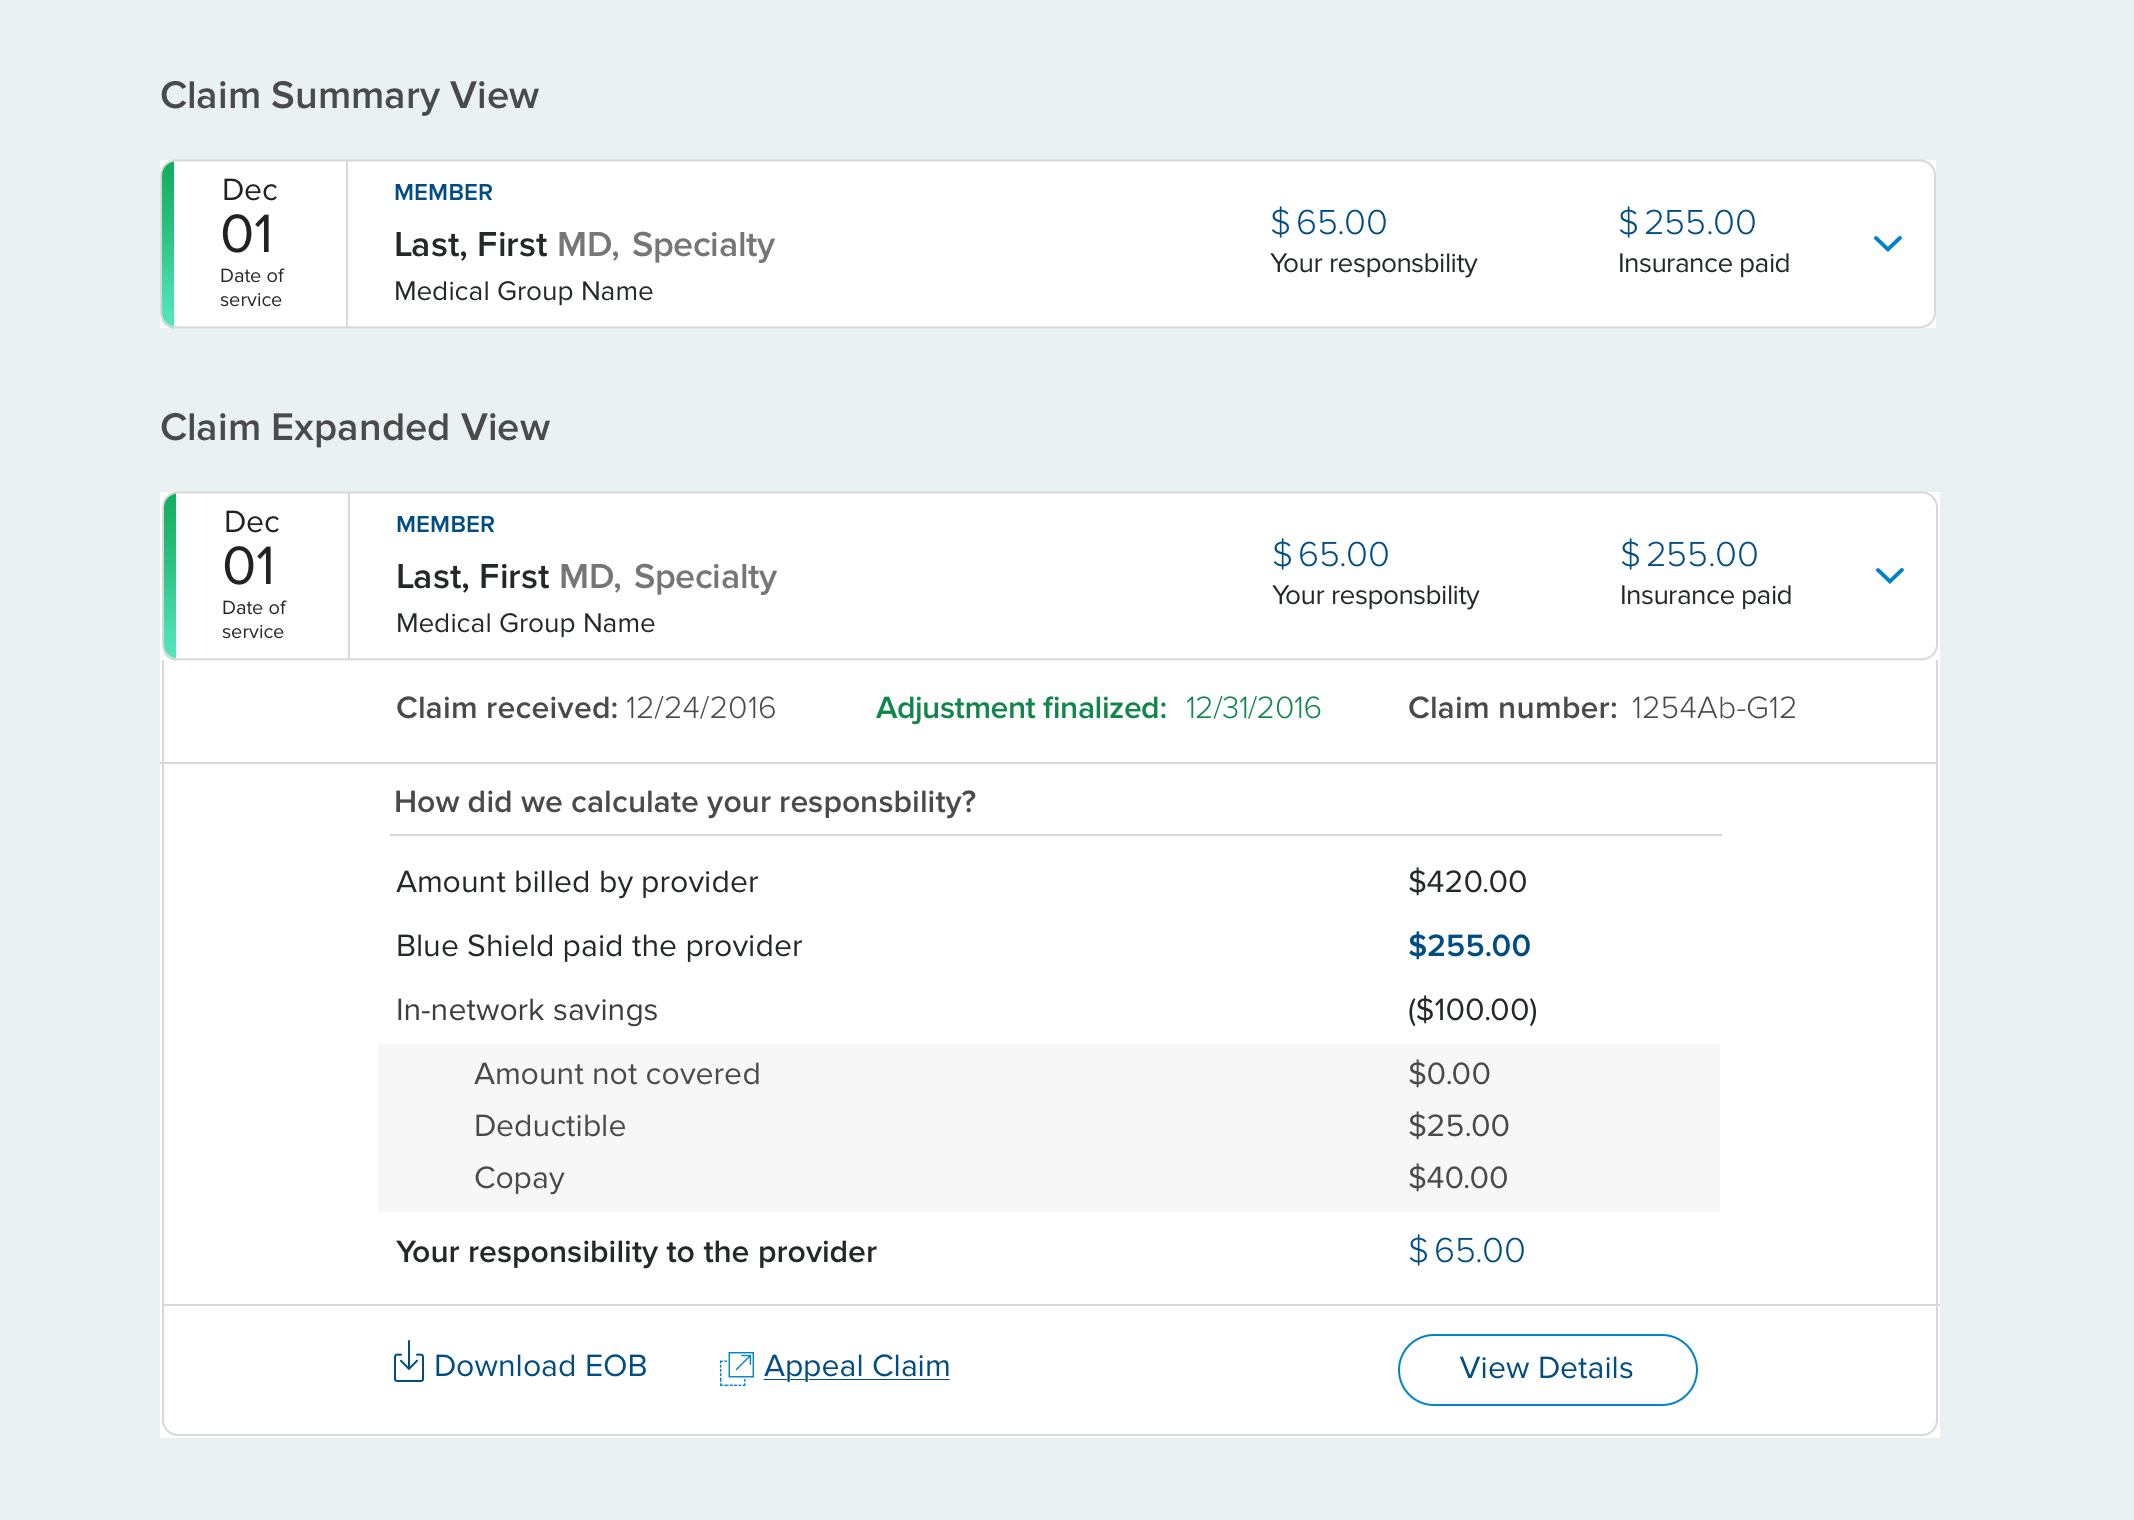 Claim Summary View
Dec
01
Date of
service
MEMBER
Last, First MD, Specialty
Medical Group Name
$ 65.00
Your responsbility
$ 255.00
Insurance paid
Claim Expanded View
Dec
01
Date of
service
MEMBER
Last, First MD, Specialty
Medical Group Name
$ 65.00
Your responsbility
$ 255.00
Insurance paid
Claim received: 12/24/2016 Adjustment finalized: 12/31/2016 Claim number: 1254Ab-G12
How did we calculate your responsbility?
Amount billed by provider $420.00
Blue Shield paid the provider $255.00
In-network savings ($100.00)
Amount not covered $0.00
Deductible $25.00
Copay $40.00
Your responsibility to the provider $ 65.00
Download EOB Appeal Claim View Details